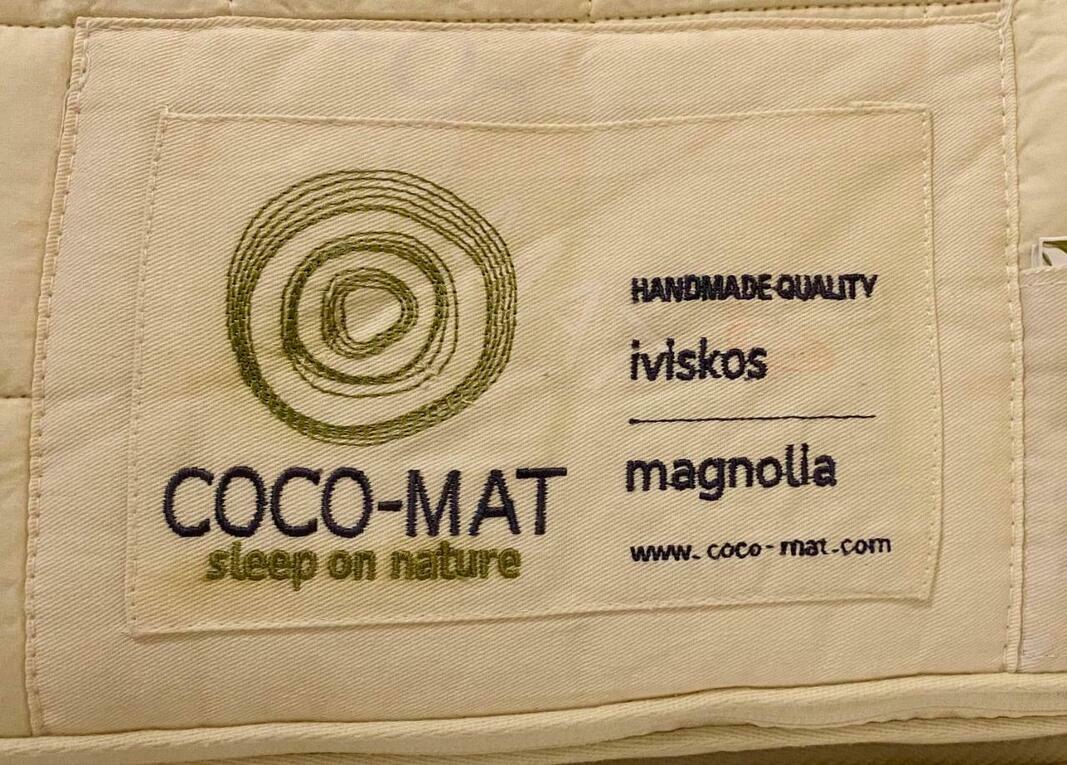 COCO-MAT
sleep on nature
HANDMADE QUALITY
iviskos
magnolia
www.coco-mat.com